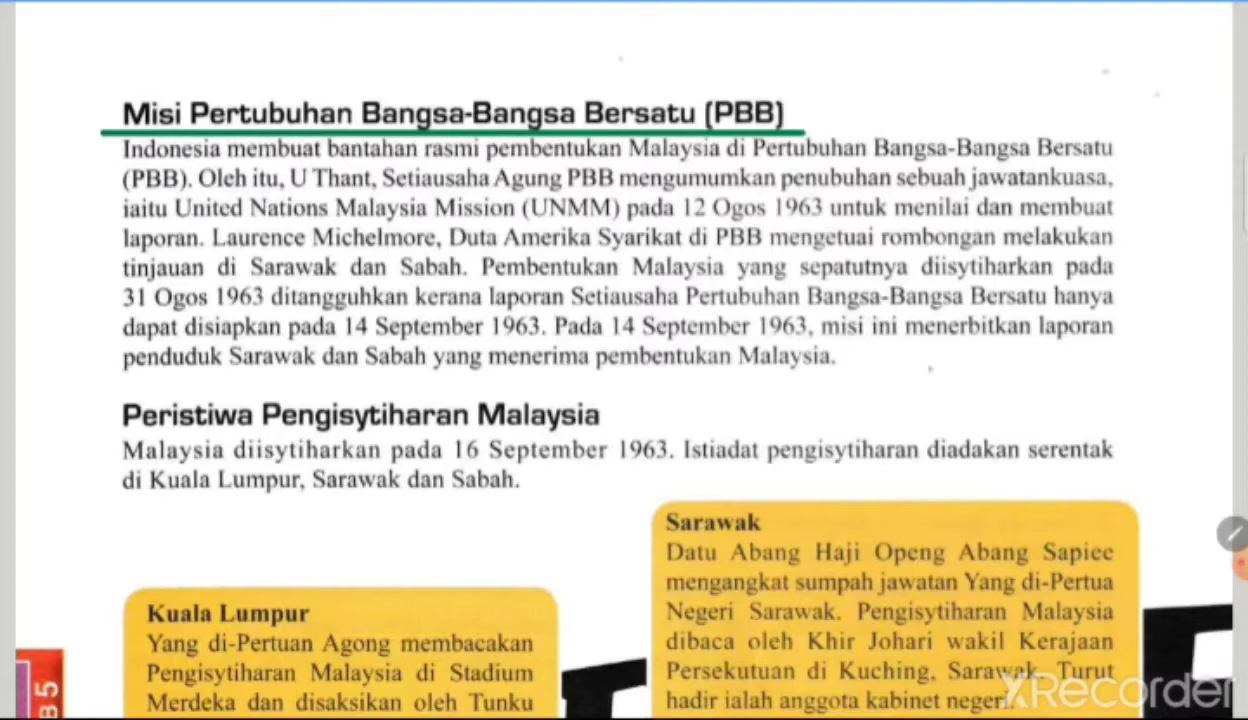 Misi Pertubuhan Bangsa-Bangsa Bersatu (PBB)
Indonesia membuat bantahan rasmi pembentukan Malaysia di Pertubuhan Bangsa-Bangsa Bersatu
(PBB). Oleh itu, U Thant, Setiausaha Agung PBB mengumumkan penubuhan sebuah jawatankuasa,
iaitu United Nations Malaysia Mission (UNMM) pada 12 Ogos 1963 untuk menilai dan membuat
laporan. Laurence Michelmore, Duta Amerika Syarikat di PBB mengetuai rombongan melakukan
tinjauan di Sarawak dan Sabah. Pembentukan Malaysia yang sepatutnya diisytiharkan pada
31 Ogos 1963 ditangguhkan kerana laporan Setiausaha Pertubuhan Bangsa-Bangsa Bersatu hanya
dapat disiapkan pada 14 September 1963. Pada 14 September 1963, misi ini menerbitkan laporan
penduduk Sarawak dan Sabah yang menerima pembentukan Malaysia.
Peristiwa Pengisytiharan Malaysia
Malaysia diisytiharkan pada 16 September 1963. Istiadat pengisytiharan diadakan serentak
di Kuala Lumpur, Sarawak dan Sabah.
Kuala Lumpur
Yang di-Pertuan Agong membacakan
Pengisytiharan Malaysia di Stadium
Merdeka dan disaksikan oleh Tunku
Sarawak
Datu Abang Haji Openg Abang Sapiee
mengangkat sumpah jawatan Yang di-Pertua
Negeri Sarawak. Pengisytiharan Malaysia
dibaca oleh Khir Johari wakil Kerajaan
Persekutuan di Kuching, Sarawak. Turut
hadir ialah anggota kabinet negeri
XRecorder